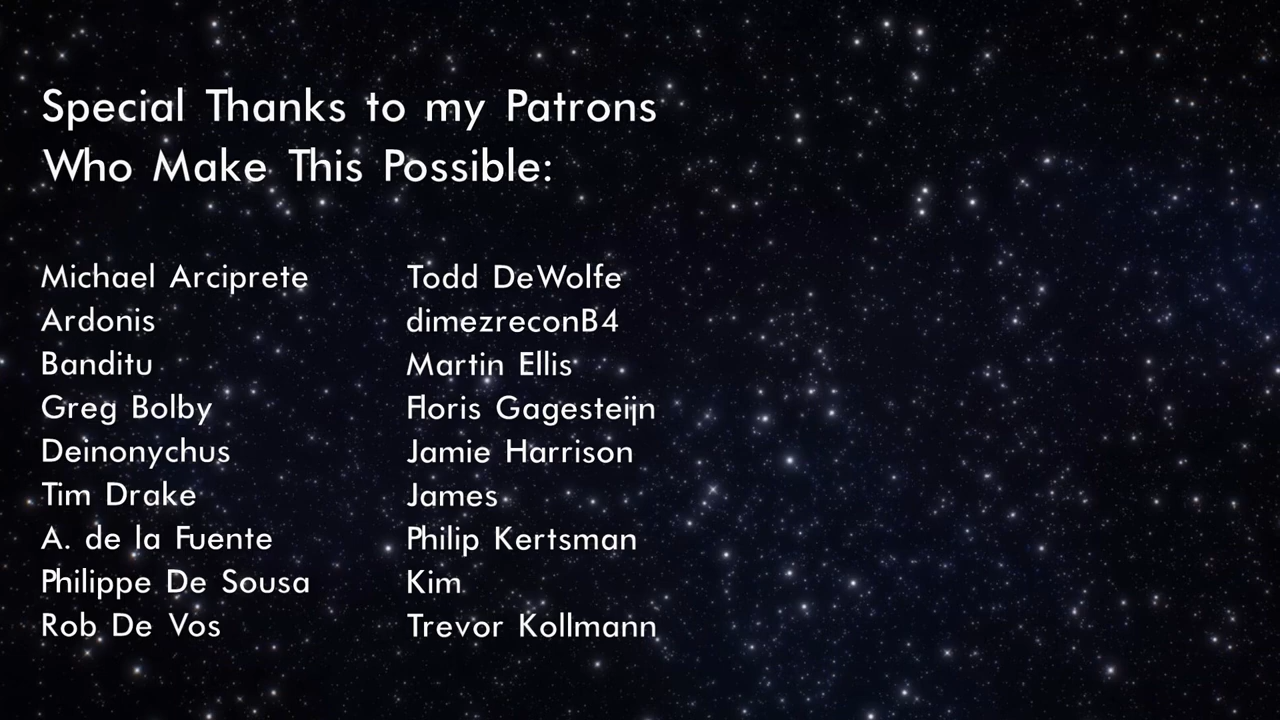 Special Thanks to my Patrons
Who Make This Possible:
Michael Arciprete
Ardonis
Banditu
Greg Bolby
Deinonychus
Tim Drake
A. de la Fuente
Philippe De Sousa
Rob De Vos
Todd DeWolfe
dimezreconB4
Martin Ellis
Floris Gagesteijn
Jamie Harrison
James
Philip Kertsman
Kim
Trevor Kollmann